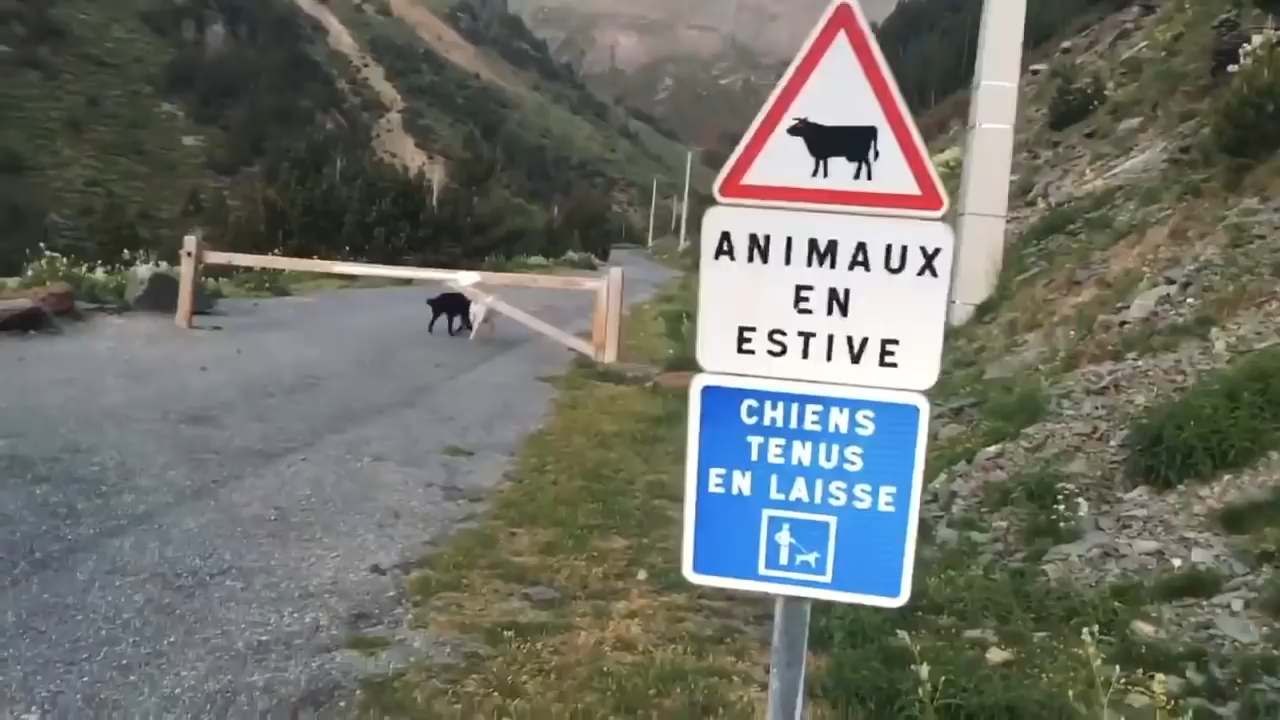 ANIMAUX
EN
ESTIVE
CHIENS
TENUS
EN LAISSE